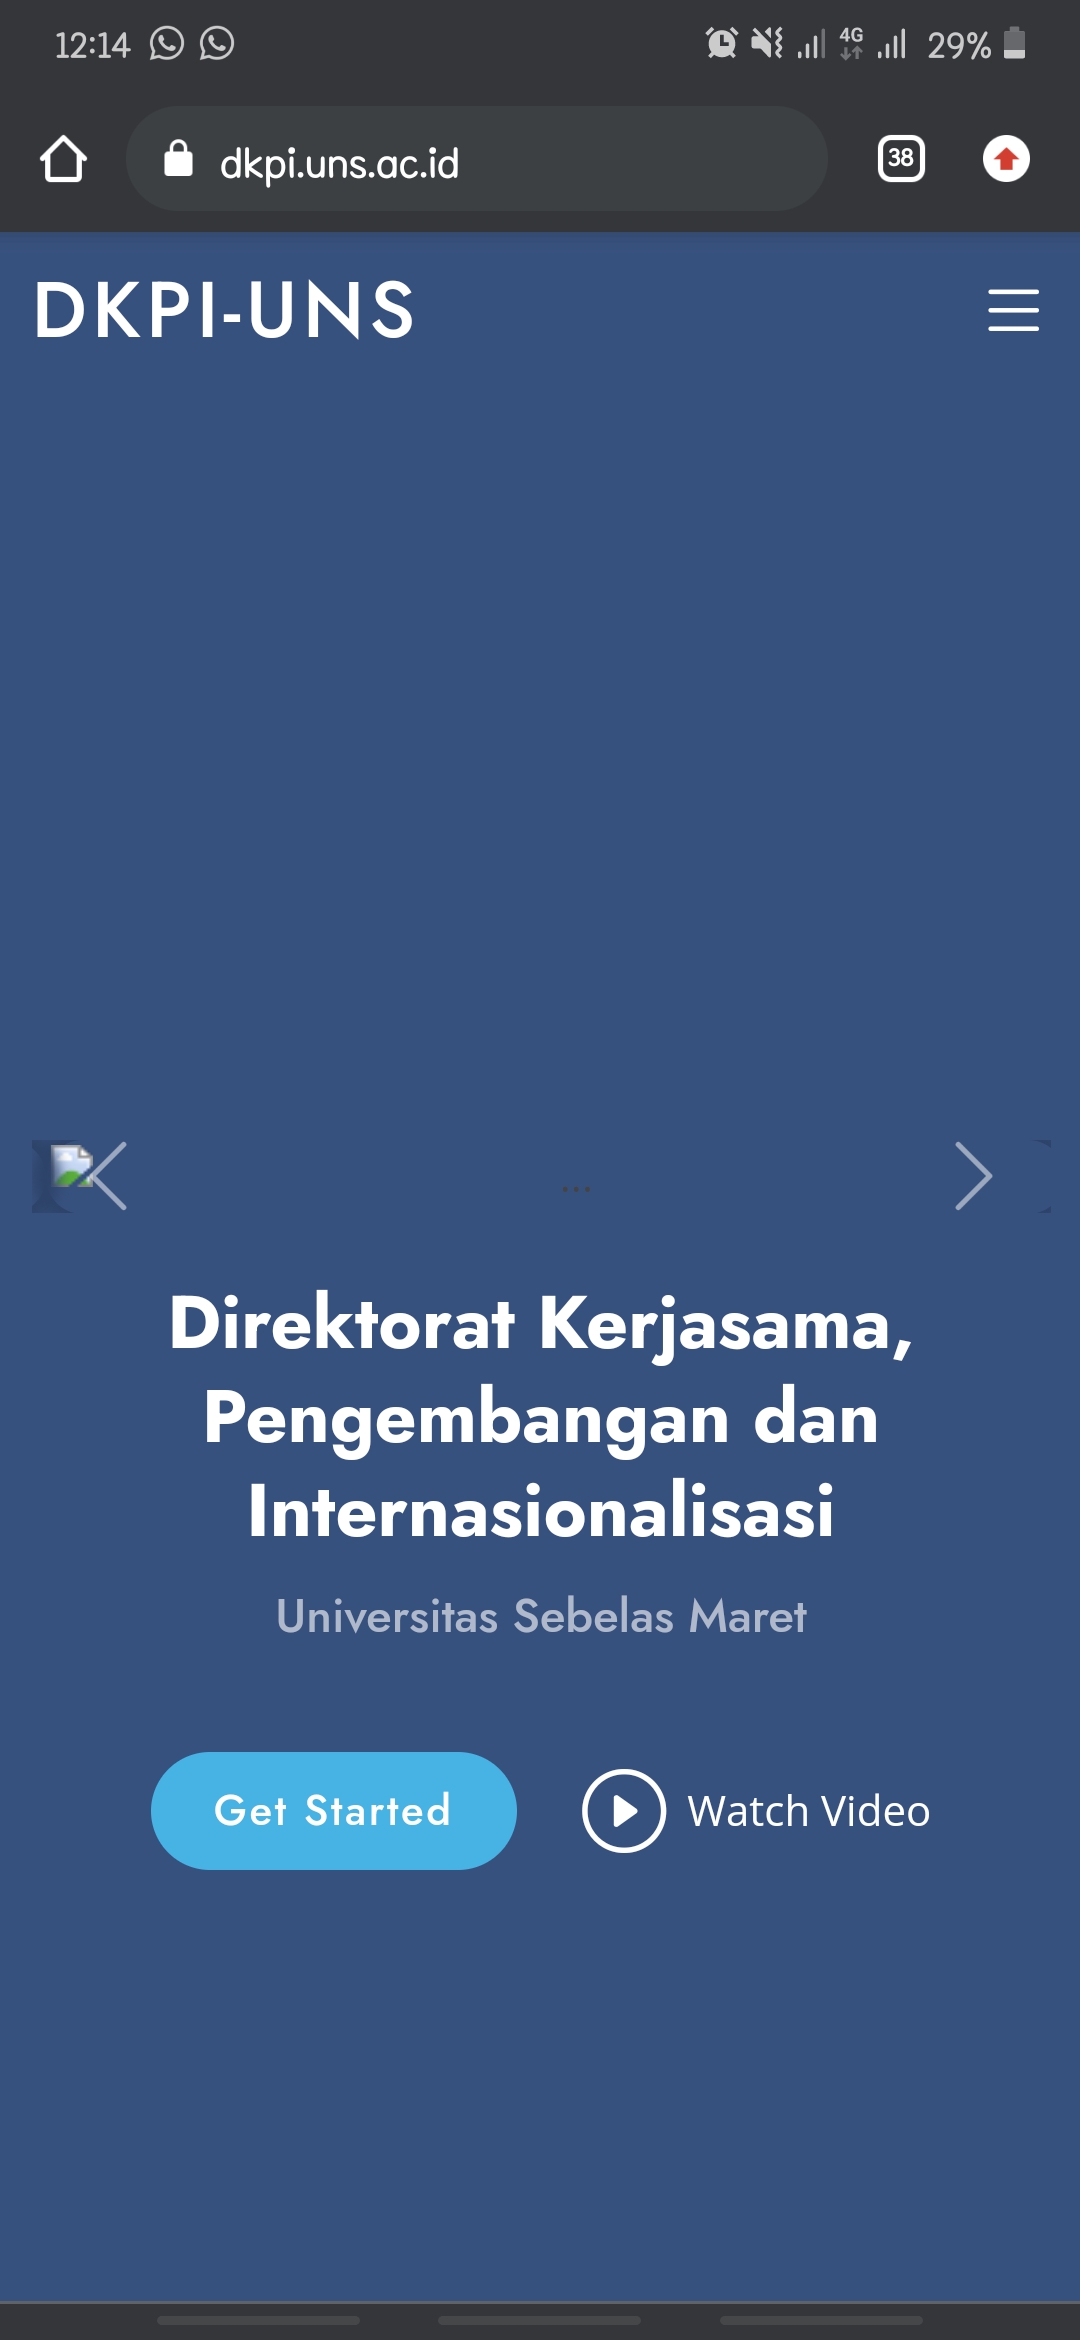 12:14
4G
29%
dkpi.uns.ac.id
38
DKPI-UNS
...
Direktorat Kerjasama,
Pengembangan dan
Internasionalisasi
Universitas Sebelas Maret
Get Started
Watch Video